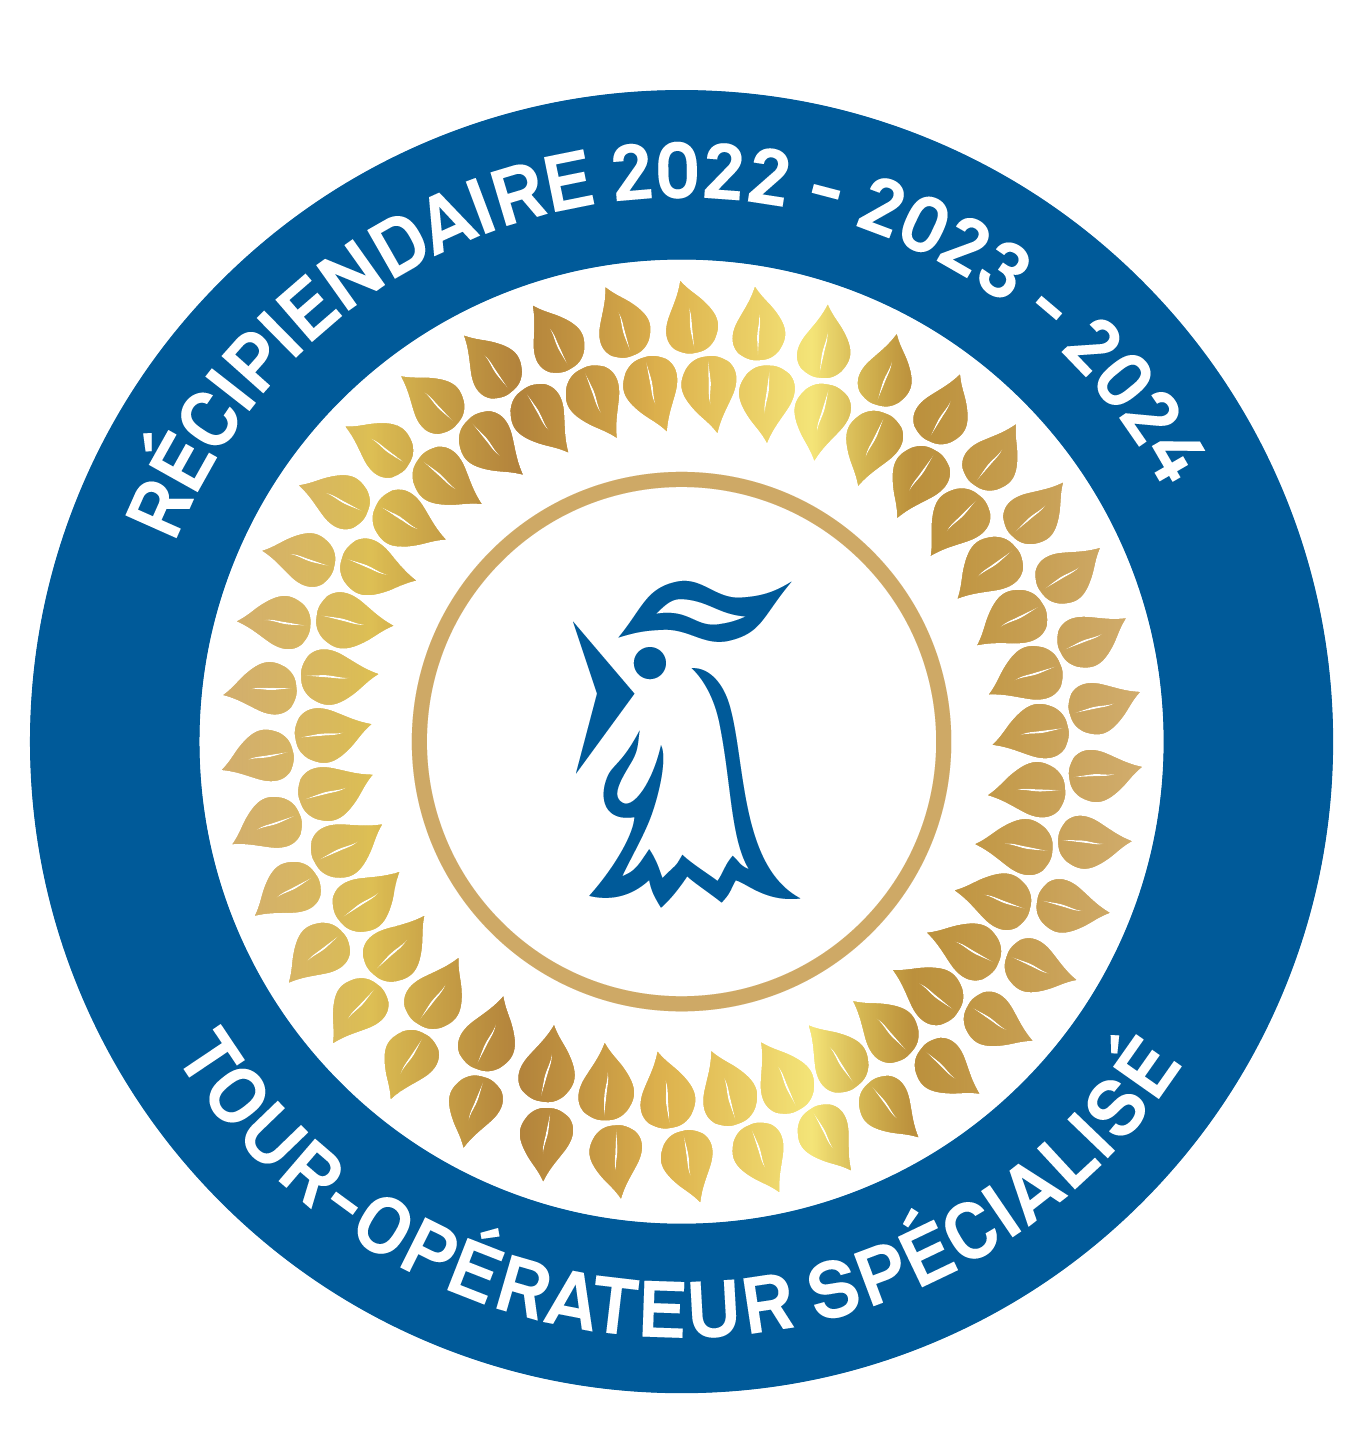 RÉCIPIENDAIRE 2022 - 2023 - 2024
TOUR-OPÉRATEUR SPÉCIALISÉ